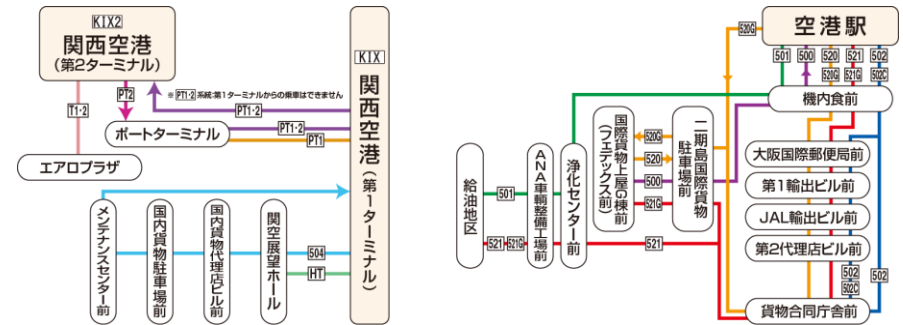 KIX2
関西空港
(第2ターミナル)
T1・2
PT2
※ PT1・2 系統:第1ターミナルからの乗車はできません
PT1・2
ポートターミナル
PT1・2
PT1
エアロプラザ
KIX
関西空港(第1ターミナル)
メンテナンスセンター前
国内貨物駐車場前
国内貨物代理店ビル前
関空展望ホール
504
HT
空港駅
520G
501
500
520
521
502
520G
521G
502C
機内食前
給油地区
501
521
521G
ANA車輌整備工場前
浄化センター前
国際貨物上屋G棟前
(フェデックス前)
520G
520
500
521G
二期島国際貨物
駐車場前
521
大阪国際郵便局前
第1輸出ビル前
JAL輸出ビル前
第2代理店ビル前
502
502C
502
貨物合同庁舎前